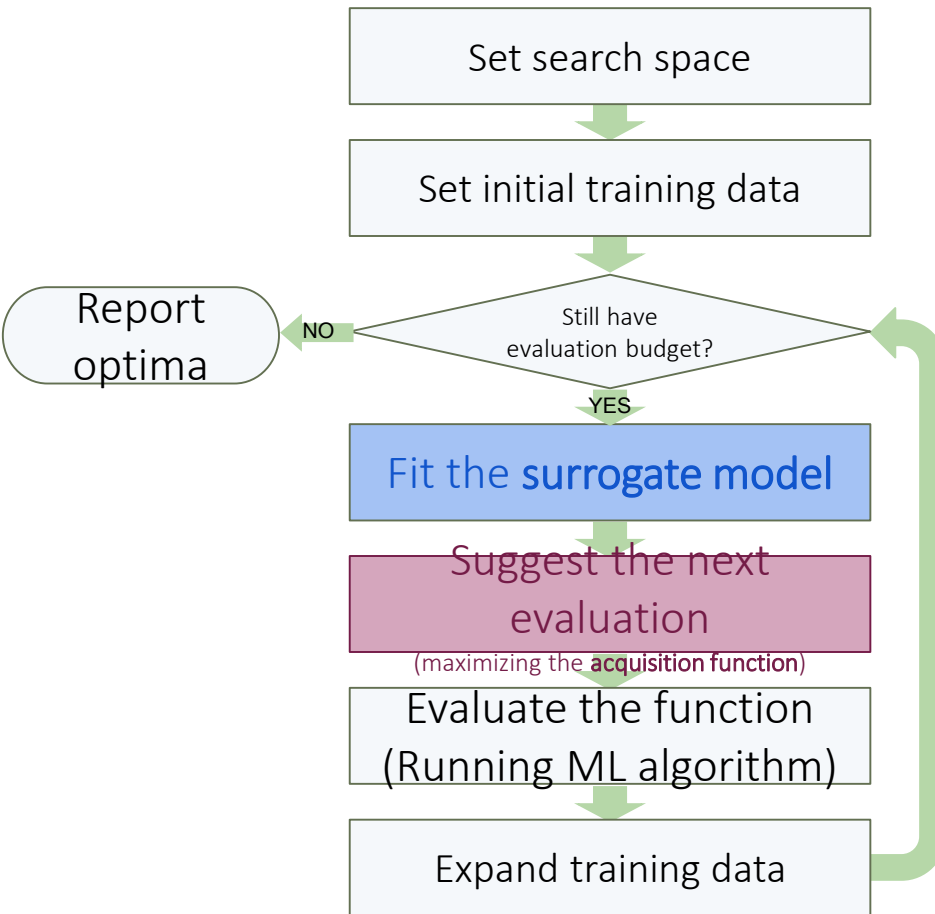 Set search space
Set initial training data
Report
optima
NO
Still have
evaluation budget?
YES
Fit the surrogate model
Suggest the next
evaluation
(maximizing the acquisition function)
Evaluate the function
(Running ML algorithm)
Expand training data